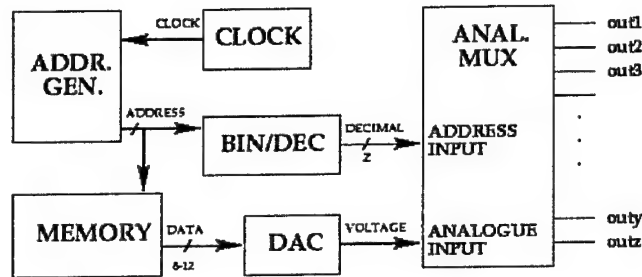 ADDR.
GEN.
CLOCK
CLOCK
ANAL.
MUX
out1
out2
out3
ADDRESS
BIN/DEC
DECIMAL
z
ADDRESS
INPUT
MEMORY
DATA
8-12
DAC
VOLTAGE
ANALOGUE
INPUT
outy
outz